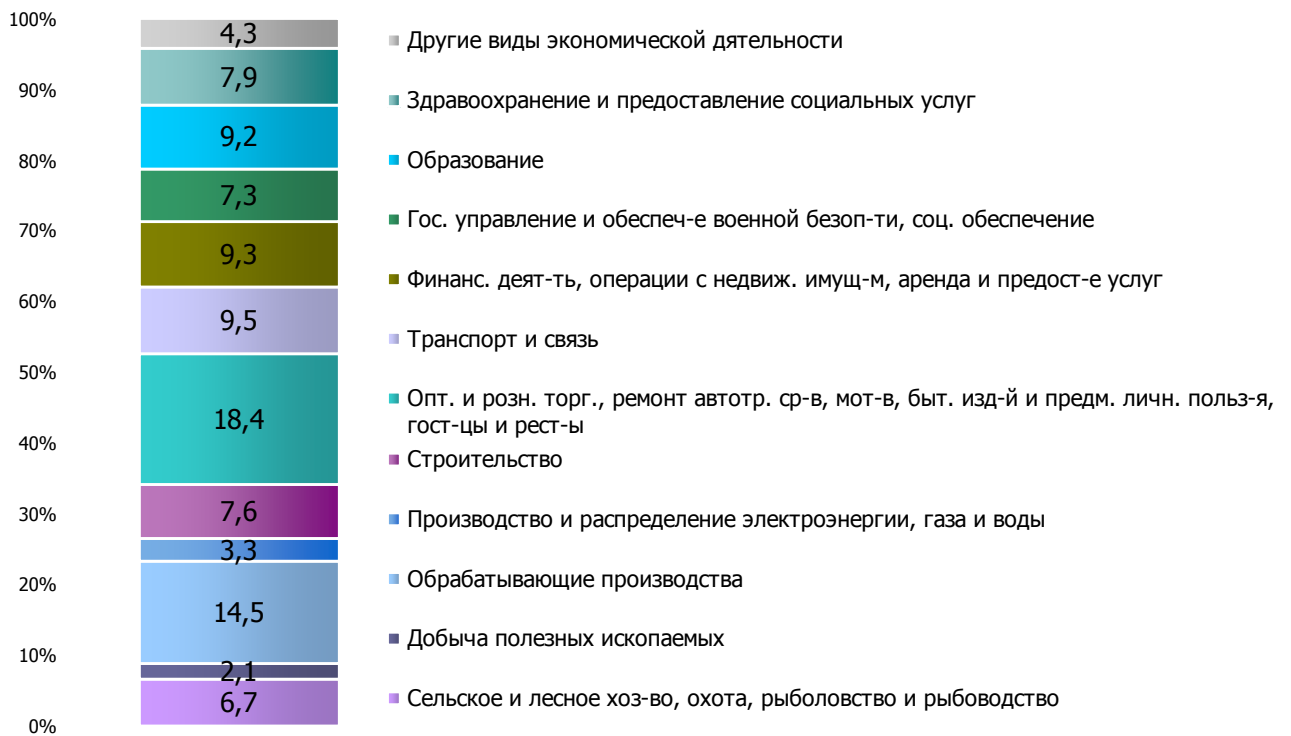 100%
90%
80%
70%
60%
50%
40%
30%
20%
10%
0%
4,3
7,9
9,2
7,3
9,3
9,5
18,4
7,6
3,3
14,5
2,1
6,7
Другие виды экономической дятельности
Здравоохранение и предоставление социальных услуг
Образование
Гос. управление и обеспеч-е военной безоп-ти, соц. обеспечение
Финанс. деят-ть, операции с недвиж. имущ-м, аренда и предост-е услуг
Транспорт и связь
Опт. и розн. торг., ремонт автотр. ср-в, мот-в, быт. изд-й и предм. личн. польз-я,
гост-цы и рест-ы
Строительство
Производство и распределение электроэнергии, газа и воды
Обрабатывающие производства
Добыча полезных ископаемых
Сельское и лесное хоз-во, охота, рыболовство и рыбоводство